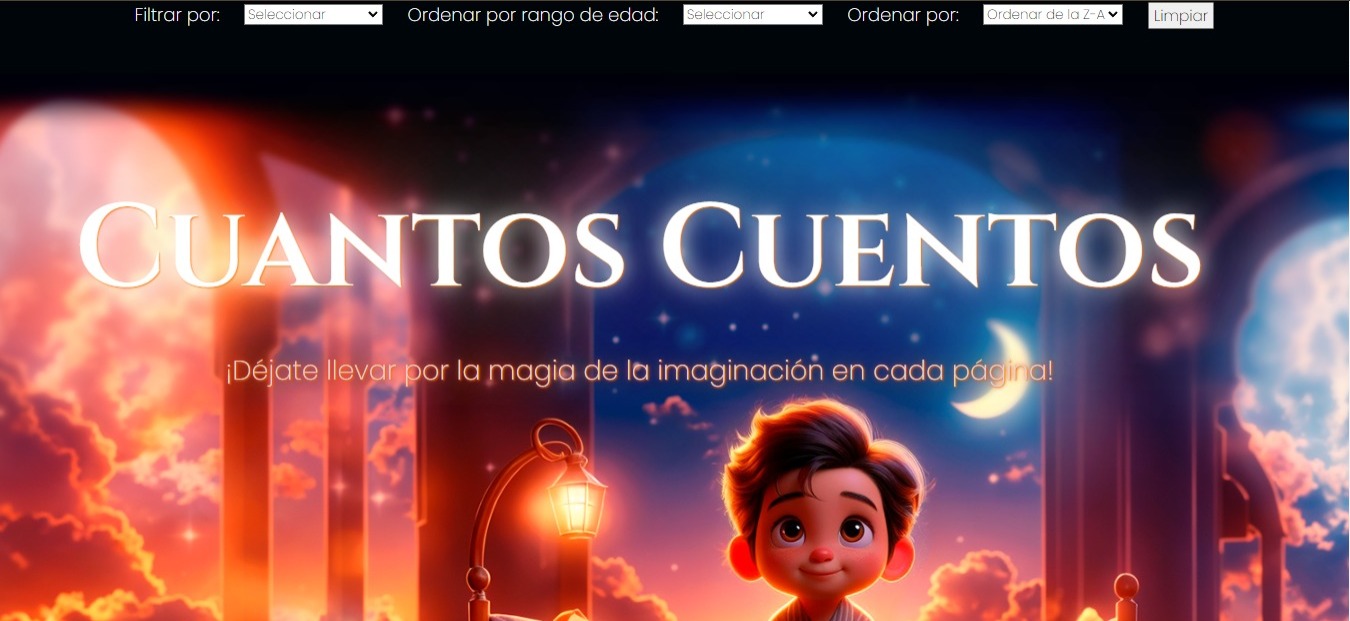 Filtrar por: Seleccionar Ordenar por rango de edad: Seleccionar Ordenar por: Ordenar de la Z-A Limpiar
Cuantos Cuentos
¡Déjate llevar por la magia de la imaginación en cada página!